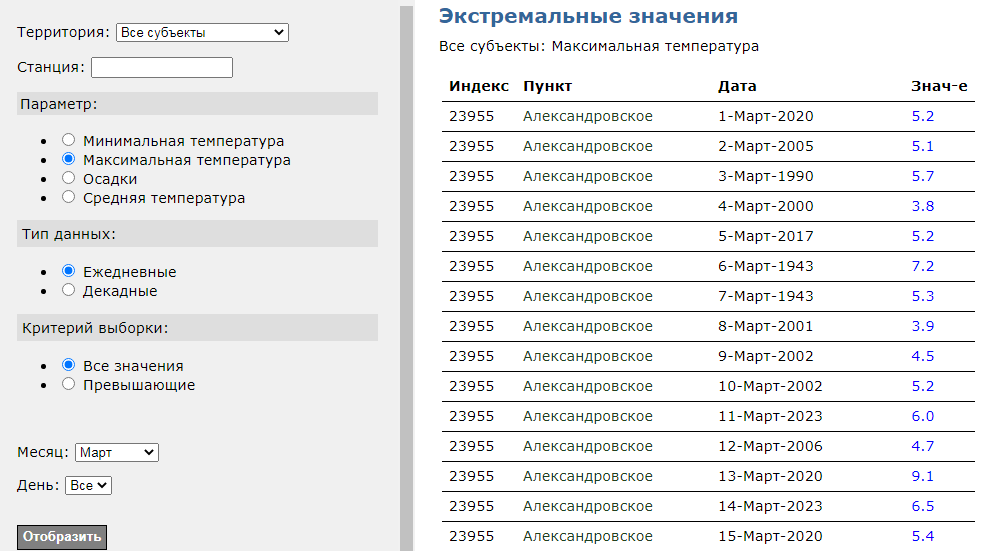 Территория: Все субъекты
Станция:
Параметр:
Минимальная температура
Максимальная температура
Осадки
Средняя температура
Тип данных:
Ежедневные
Декадные
Критерий выборки:
Все значения
Превышающие
Месяц: Март
День: Все
Отобразить
Экстремальные значения
Все субъекты: Максимальная температура
Индекс Пункт Дата Знач-е
23955 Александровское 1-Март-2020 5.2
23955 Александровское 2-Март-2005 5.1
23955 Александровское 3-Март-1990 5.7
23955 Александровское 4-Март-2000 3.8
23955 Александровское 5-Март-2017 5.2
23955 Александровское 6-Март-1943 7.2
23955 Александровское 7-Март-1943 5.3
23955 Александровское 8-Март-2001 3.9
23955 Александровское 9-Март-2002 4.5
23955 Александровское 10-Март-2002 5.2
23955 Александровское 11-Март-2023 6.0
23955 Александровское 12-Март-2006 4.7
23955 Александровское 13-Март-2020 9.1
23955 Александровское 14-Март-2023 6.5
23955 Александровское 15-Март-2020 5.4